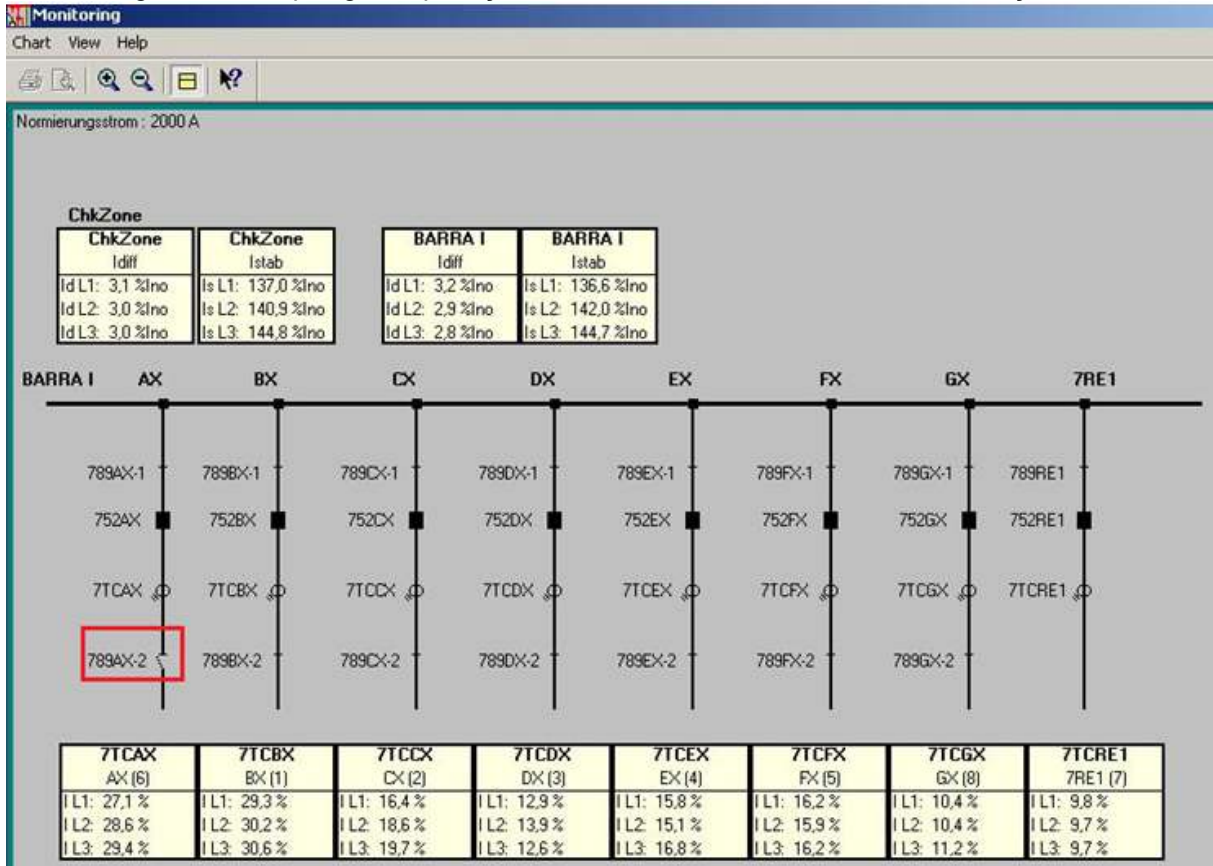 Monitoring
Chart View Help
Normierungsstrom : 2000 A
ChkZone
ChkZone ChkZone BARRA I BARRA I
Idiff Istab Idiff Istab
Id L1: 3,1 %Ino Is L1: 137,0 %Ino Id L1: 3,2 %Ino Is L1: 136,6 %Ino
Id L2: 3,0 %Ino Is L2: 140,9 %Ino Id L2: 2,9 %Ino Is L2: 142,0 %Ino
Id L3: 3,0 %Ino Is L3: 144,8 %Ino Id L3: 2,8 %Ino Is L3: 144,7 %Ino
BARRA I AX BX CX DX EX FX GX 7RE1
789AX-1 789BX-1 789CX-1 789DX-1 789EX-1 789FX-1 789GX-1 789RE1
752AX 752BX 752CX 752DX 752EX 752FX 752GX 752RE1
7TCAX 7TCBX 7TCCX 7TCDX 7TCEX 7TCFX 7TCGX 7TCRE1
789AX-2 789BX-2 789CX-2 789DX-2 789EX-2 789FX-2 789GX-2
7TCAX 7TCBX 7TCCX 7TCDX 7TCEX 7TCFX 7TCGX 7TCRE1
AX (6) BX (1) CX (2) DX (3) EX (4) FX (5) GX (8) 7RE1 (7)
I L1: 27,1 % I L1: 29,3 % I L1: 16,4 % I L1: 12,9 % I L1: 15,8 % I L1: 16,2 % I L1: 10,4 % I L1: 9,8 %
I L2: 28,6 % I L2: 30,2 % I L2: 18,6 % I L2: 13,9 % I L2: 15,1 % I L2: 15,9 % I L2: 10,4 % I L2: 9,7 %
I L3: 29,4 % I L3: 30,6 % I L3: 19,7 % I L3: 12,6 % I L3: 16,8 % I L3: 16,2 % I L3: 11,2 % I L3: 9,7 %